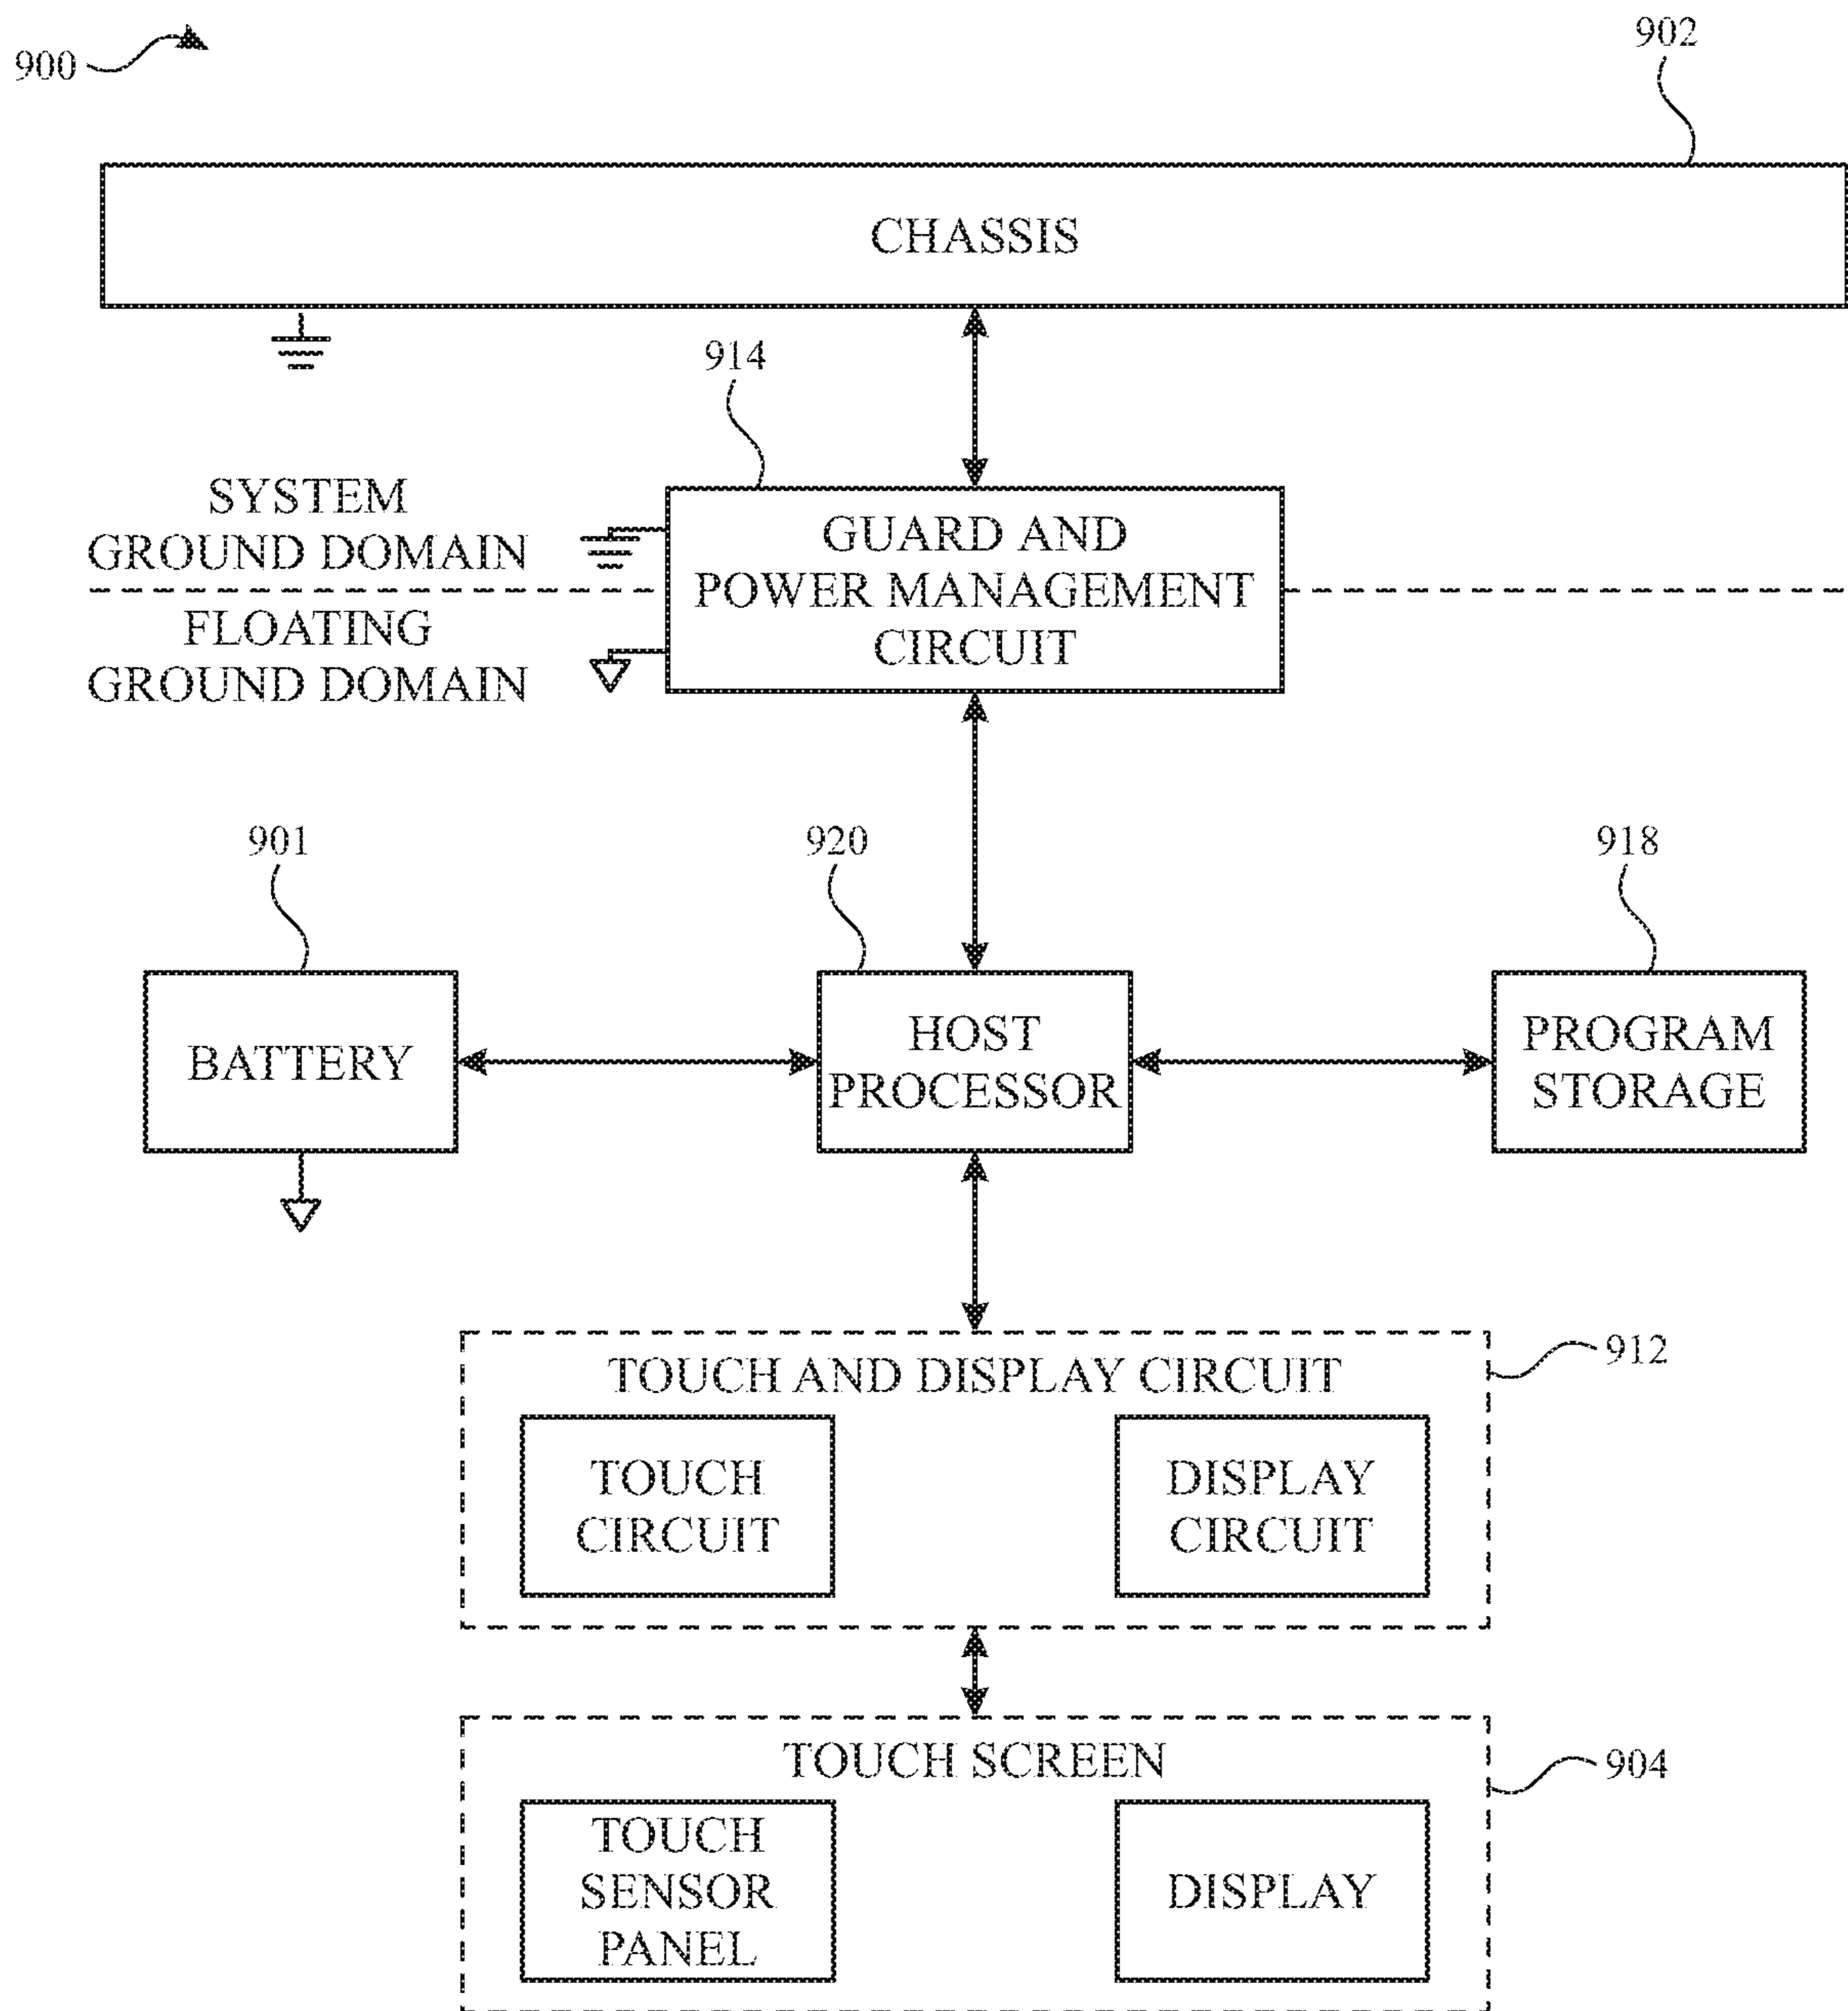 900
902
CHASSIS
914
SYSTEM
GROUND DOMAIN
FLOATING
GROUND DOMAIN
GUARD AND
POWER MANAGEMENT
CIRCUIT
901
920
918
BATTERY
HOST
PROCESSOR
PROGRAM
STORAGE
912
TOUCH AND DISPLAY CIRCUIT
TOUCH
CIRCUIT
DISPLAY
CIRCUIT
904
TOUCH SCREEN
TOUCH
SENSOR
PANEL
DISPLAY